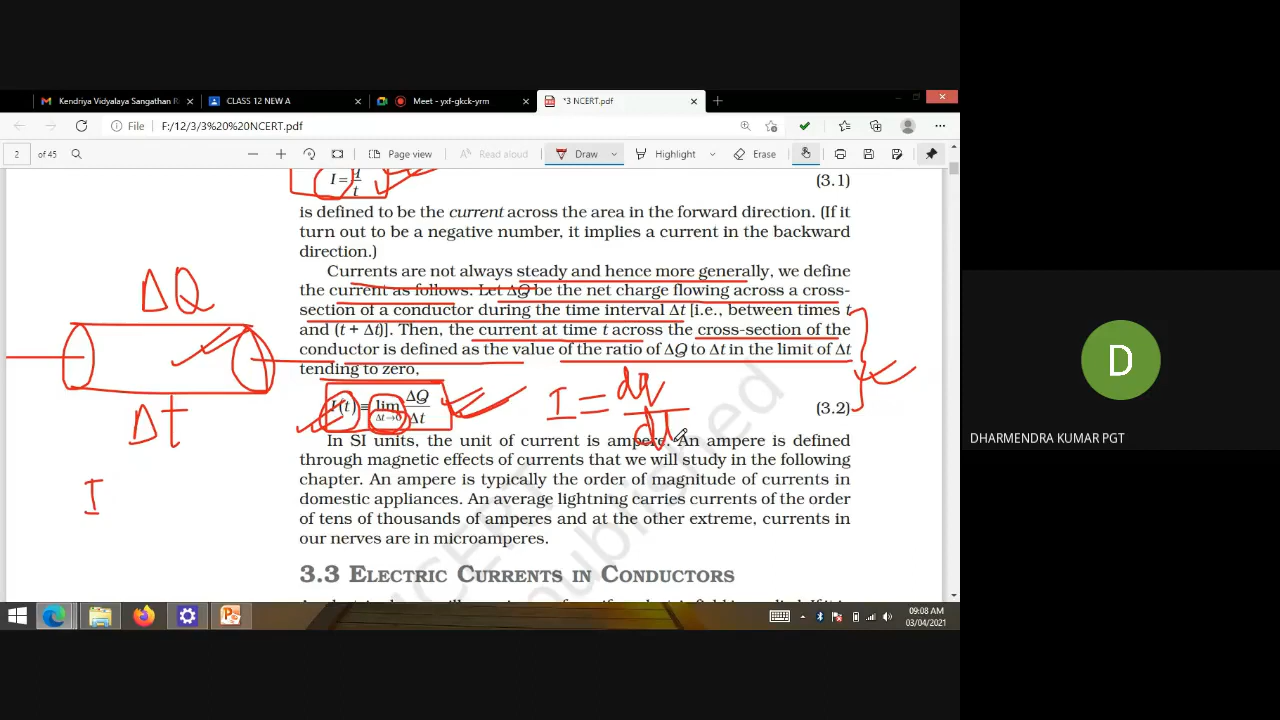 Kendriya Vidyalaya Sangathan R
CLASS 12 NEW A
Meet - yxf-gkck-yrm
*3 NCERT.pdf
File
F:/12/3/3%20%20NCERT.pdf
2 of 45
Page view
Read aloud
Draw
Highlight
Erase
I = q/t (3.1)
is defined to be the current across the area in the forward direction. (If it
turn out to be a negative number, it implies a current in the backward
direction.)
Currents are not always steady and hence more generally, we define
the current as follows. Let ΔQ be the net charge flowing across a cross-
section of a conductor during the time interval Δt [i.e., between times t
and (t + Δt)]. Then, the current at time t across the cross-section of the
conductor is defined as the value of the ratio of ΔQ to Δt in the limit of Δt
tending to zero,
I(t) ≡ lim Δt→0 ΔQ/Δt (3.2)
I = dq/dt
In SI units, the unit of current is ampere. An ampere is defined
through magnetic effects of currents that we will study in the following
chapter. An ampere is typically the order of magnitude of currents in
domestic appliances. An average lightning carries currents of the order
of tens of thousands of amperes and at the other extreme, currents in
our nerves are in microamperes.
3.3 ELECTRIC CURRENTS IN CONDUCTORS
ΔQ
Δt
I
D
DHARMENDRA KUMAR PGT
09:08 AM
03/04/2021